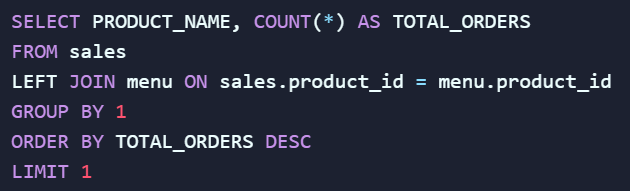 SELECT PRODUCT_NAME, COUNT(*) AS TOTAL_ORDERS
FROM sales
LEFT JOIN menu ON sales.product_id = menu.product_id
GROUP BY 1
ORDER BY TOTAL_ORDERS DESC
LIMIT 1